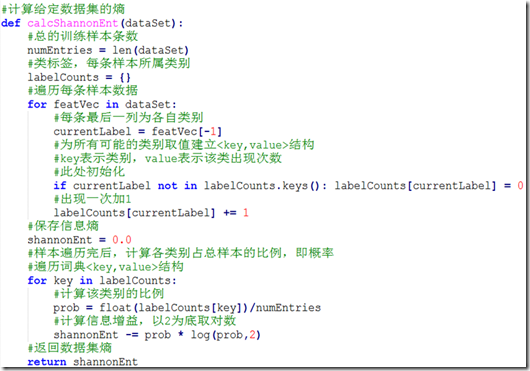 #计算给定数据集的熵
def calcShannonEnt(dataSet):
    #总的训练样本条数
    numEntries = len(dataSet)
    #类标签，每条样本所属类别
    labelCounts = {}
    #遍历每条样本数据
    for featVec in dataSet:
        #每条最后一列为各自类别
        currentLabel = featVec[-1]
        #为所有可能的类别取值建立<key,value>结构
        #key表示类别，value表示该类出现次数
        #此处初始化
        if currentLabel not in labelCounts.keys(): labelCounts[currentLabel] = 0
        #出现一次加1
        labelCounts[currentLabel] += 1
    #保存信息熵
    shannonEnt = 0.0
    #样本遍历完后，计算各类别占总样本的比例，即概率
    #遍历词典<key,value>结构
    for key in labelCounts:
        #计算该类别的比例
        prob = float(labelCounts[key])/numEntries
        #计算信息增益，以2为底取对数
        shannonEnt -= prob * log(prob,2)
    #返回数据集熵
    return shannonEnt